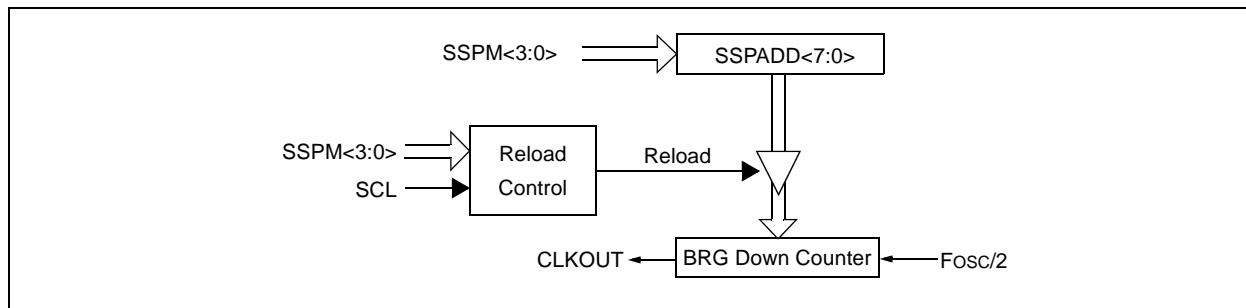 SSPM<3:0>
SSPADD<7:0>
SSPM<3:0>
SCL
Reload
Control
Reload
CLKOUT
BRG Down Counter
FOSC/2